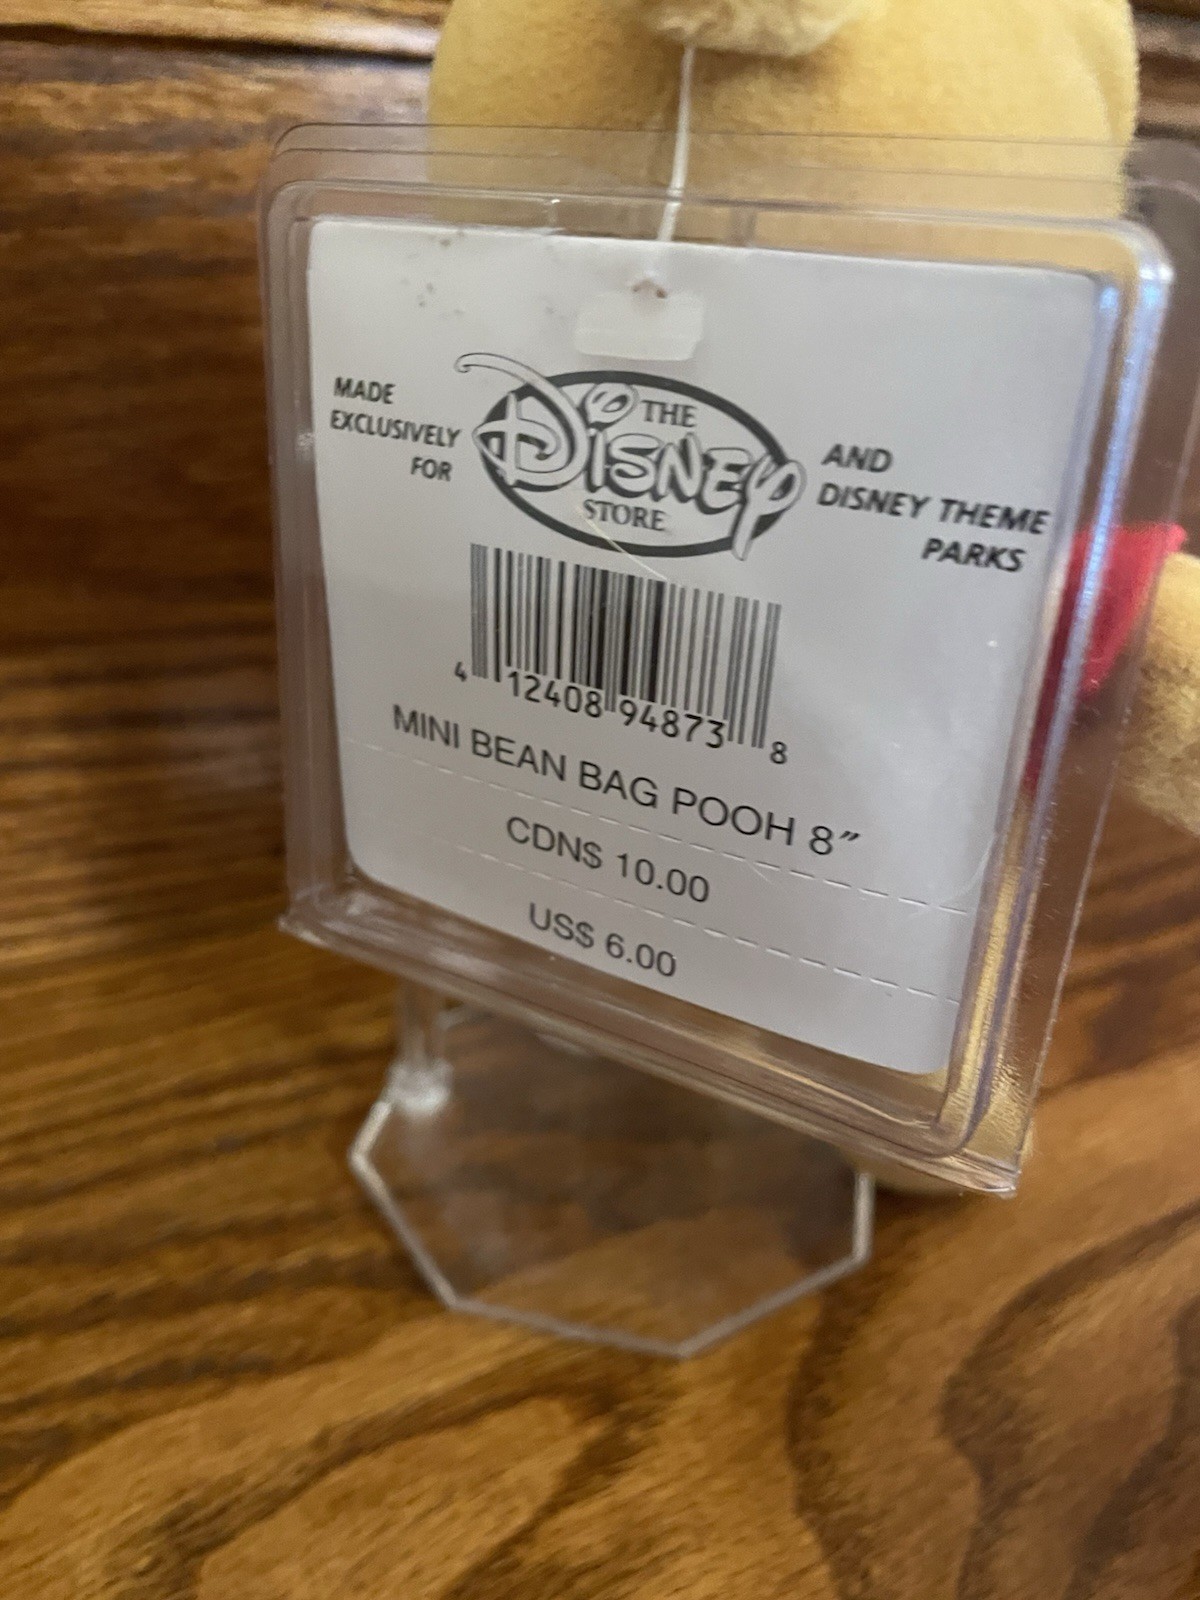 MADE
EXCLUSIVELY
FOR
THE
DISNEY
STORE
AND
DISNEY THEME
PARKS
4 12408 94873 8
MINI BEAN BAG POOH 8″
CDN$ 10.00
US$ 6.00